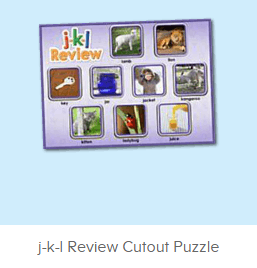 j-k-l
Review
lamb lion
key jar jacket kangaroo
kitten ladybug juice
j-k-l Review Cutout Puzzle